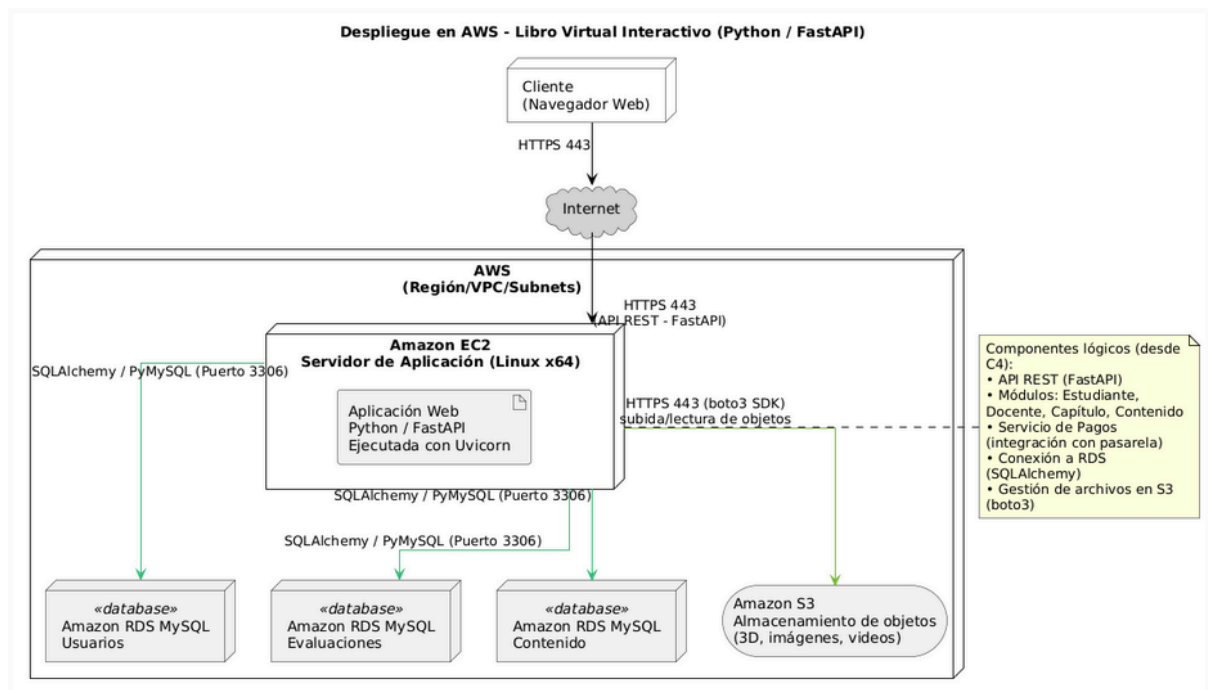 Despliegue en AWS - Libro Virtual Interactivo (Python / FastAPI)
Cliente
(Navegador Web)
HTTPS 443
Internet
AWS
(Región/VPC/Subnets)
HTTPS 443
(API REST - FastAPI)
Amazon EC2
Servidor de Aplicación (Linux x64)
SQLAlchemy / PyMySQL (Puerto 3306)
Aplicación Web
Python / FastAPI
Ejecutada con Uvicorn
HTTPS 443 (boto3 SDK)
subida/lectura de objetos
Componentes lógicos (desde
C4):
• API REST (FastAPI)
• Módulos: Estudiante,
Docente, Capítulo, Contenido
• Servicio de Pagos
(integración con pasarela)
• Conexión a RDS
(SQLAlchemy)
• Gestión de archivos en S3
(boto3)
SQLAlchemy / PyMySQL (Puerto 3306)
SQLAlchemy / PyMySQL (Puerto 3306)
«database»
Amazon RDS MySQL
Usuarios
«database»
Amazon RDS MySQL
Evaluaciones
«database»
Amazon RDS MySQL
Contenido
Amazon S3
Almacenamiento de objetos
(3D, imágenes, videos)